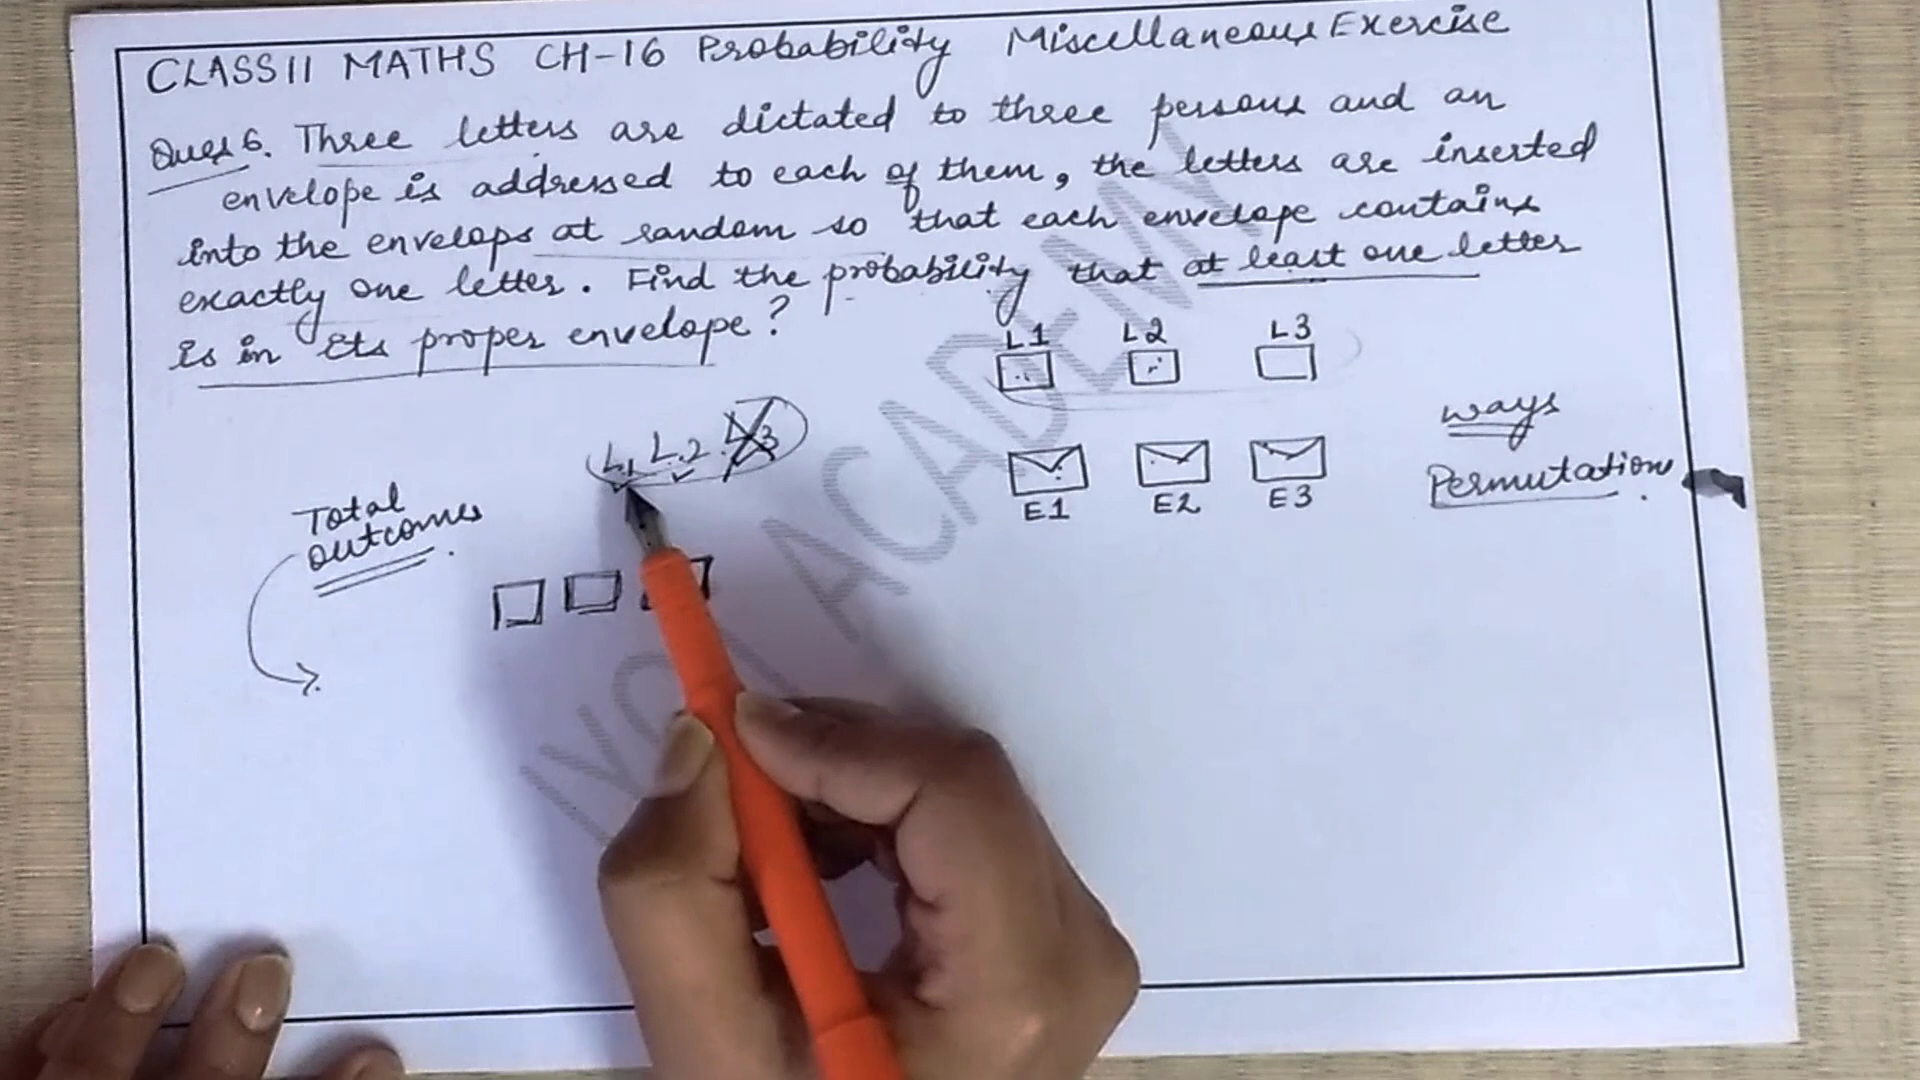 CLASS 11 MATHS CH-16 Probability Miscellaneous Exercise
Ques 6. Three letters are dictated to three persons and an
envelope is addressed to each of them, the letters are inserted
into the envelops at random so that each envelope contains
exactly one letter. Find the probability that at least one letter
is in its proper envelope?
L1 L2 L3
L1 L2 L3
ways
Permutation
E1 E2 E3
Total
outcomes
ACADEMY